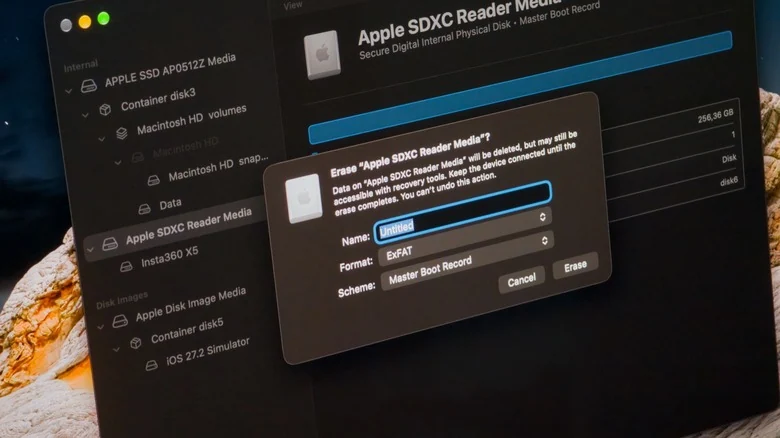 View
Apple SDXC Reader Media
Secure Digital Internal Physical Disk • Master Boot Record
Internal
APPLE SSD AP0512Z Media
Container disk3
Macintosh HD volumes
Macintosh HD
Macintosh HD snap...
Data
Apple SDXC Reader Media
Insta360 X5
Disk Images
Apple Disk Image Media
Container disk5
iOS 27.2 Simulator
256,36 GB
1
Disk
disk6
Erase “Apple SDXC Reader Media”?
Data on “Apple SDXC Reader Media” will be deleted, but may still be
accessible with recovery tools. Keep the device connected until the
erase completes. You can’t undo this action.
Name: Untitled
Format: ExFAT
Scheme: Master Boot Record
Cancel Erase